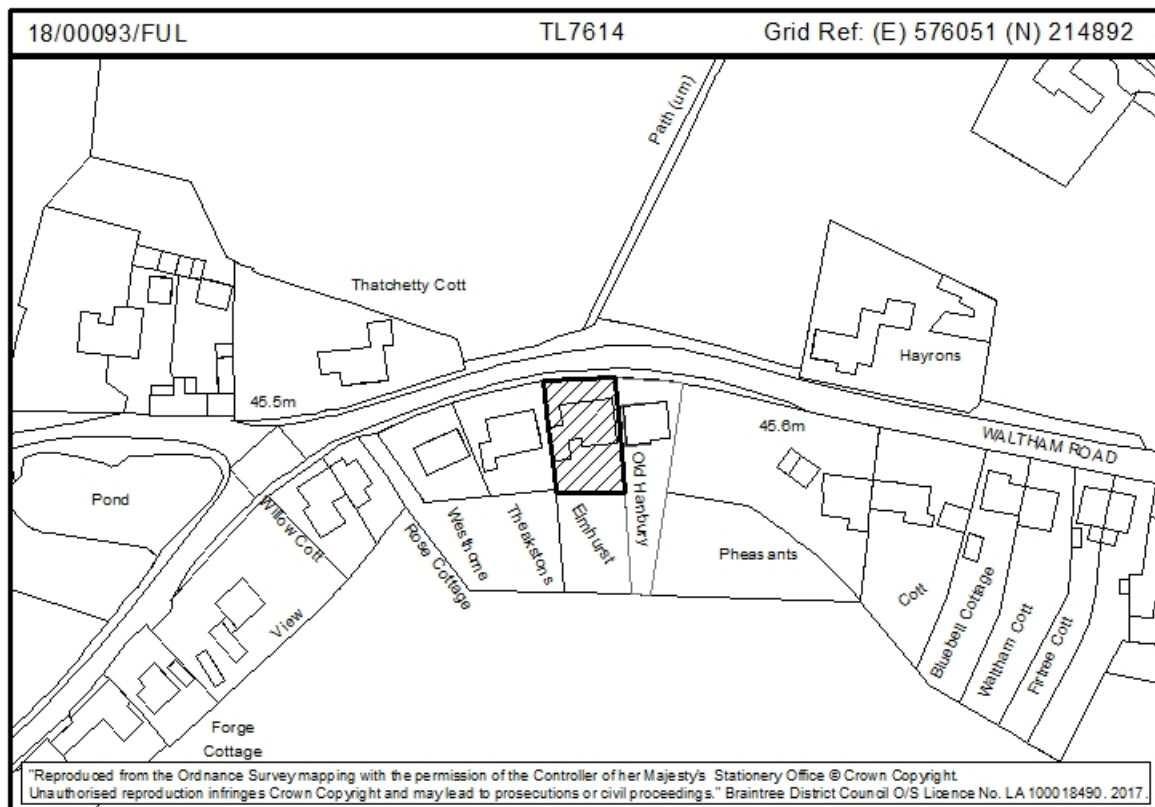 18/00093/FUL TL7614 Grid Ref: (E) 576051 (N) 214892
Path (um)
Thatchetty Cott
Hayrons
45.5m
45.6m
WALTHAM ROAD
Pond
Willow Cott
Rose Cottage
Westhorne
Theakstons
Elmhurst
Old Hanbury
Pheasants
Cott
Bluebell Cottage
Waltham Cott
Firtree Cott
View
Forge
Cottage
"Reproduced from the Ordnance Survey mapping with the permission of the Controller of her Majesty's Stationery Office © Crown Copyright.
Unauthorised reproduction infringes Crown Copyright and may lead to prosecutions or civil proceedings." Braintree District Council O/S Licence No. LA 100018490. 2017.